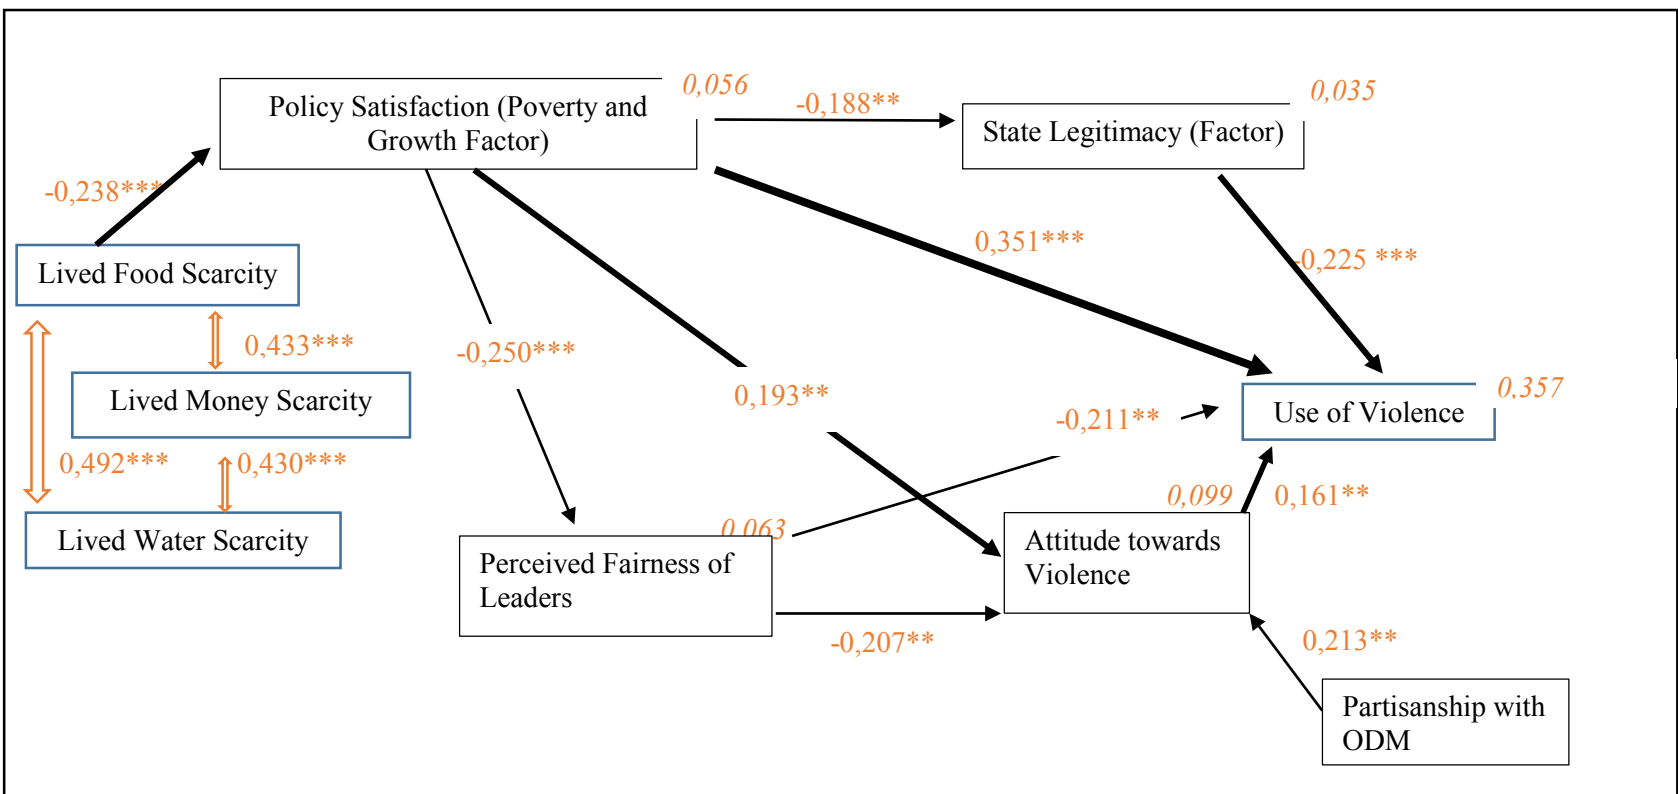 0,056
0,035
Policy Satisfaction (Poverty and
Growth Factor)
-0,188**
State Legitimacy (Factor)
-0,238***
0,351***
-0,225 ***
Lived Food Scarcity
0,433***
-0,250***
Lived Money Scarcity
0,193**
0,357
-0,211**
Use of Violence
0,492***
0,430***
0,099
0,161**
Lived Water Scarcity
0,063
Perceived Fairness of
Leaders
Attitude towards
Violence
-0,207**
0,213**
Partisanship with
ODM